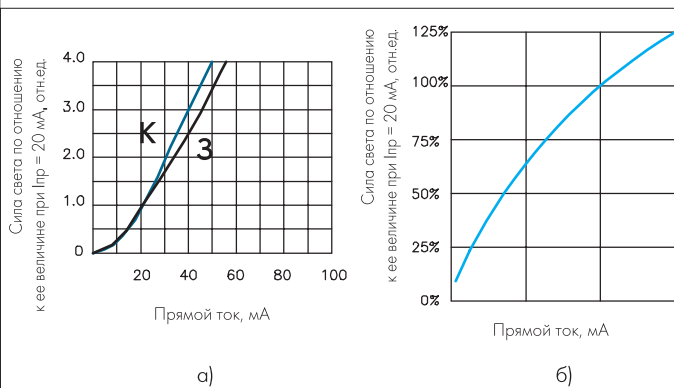 Сила света по отношению
к ее величине при Iпр = 20 мА, отн.ед.
4.0
3.0
2.0
1.0
0
К
З
20 40 60 80 100
Прямой ток, мА
а)
Сила света по отношению
к ее величине при Iпр = 20 мА, отн.ед.
125%
100%
75%
50%
25%
0%
Прямой ток, мА
б)